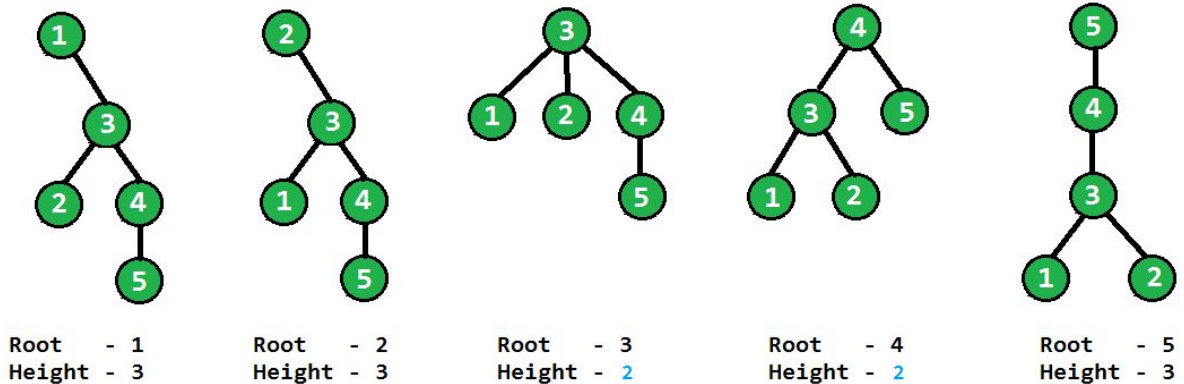 1 2 3 4 5
3 3 1 2 4 3 5 4
2 4 1 4 5 1 2 3
5 5 1 2
Root - 1 Root - 2 Root - 3 Root - 4 Root - 5
Height - 3 Height - 3 Height - 2 Height - 2 Height - 3